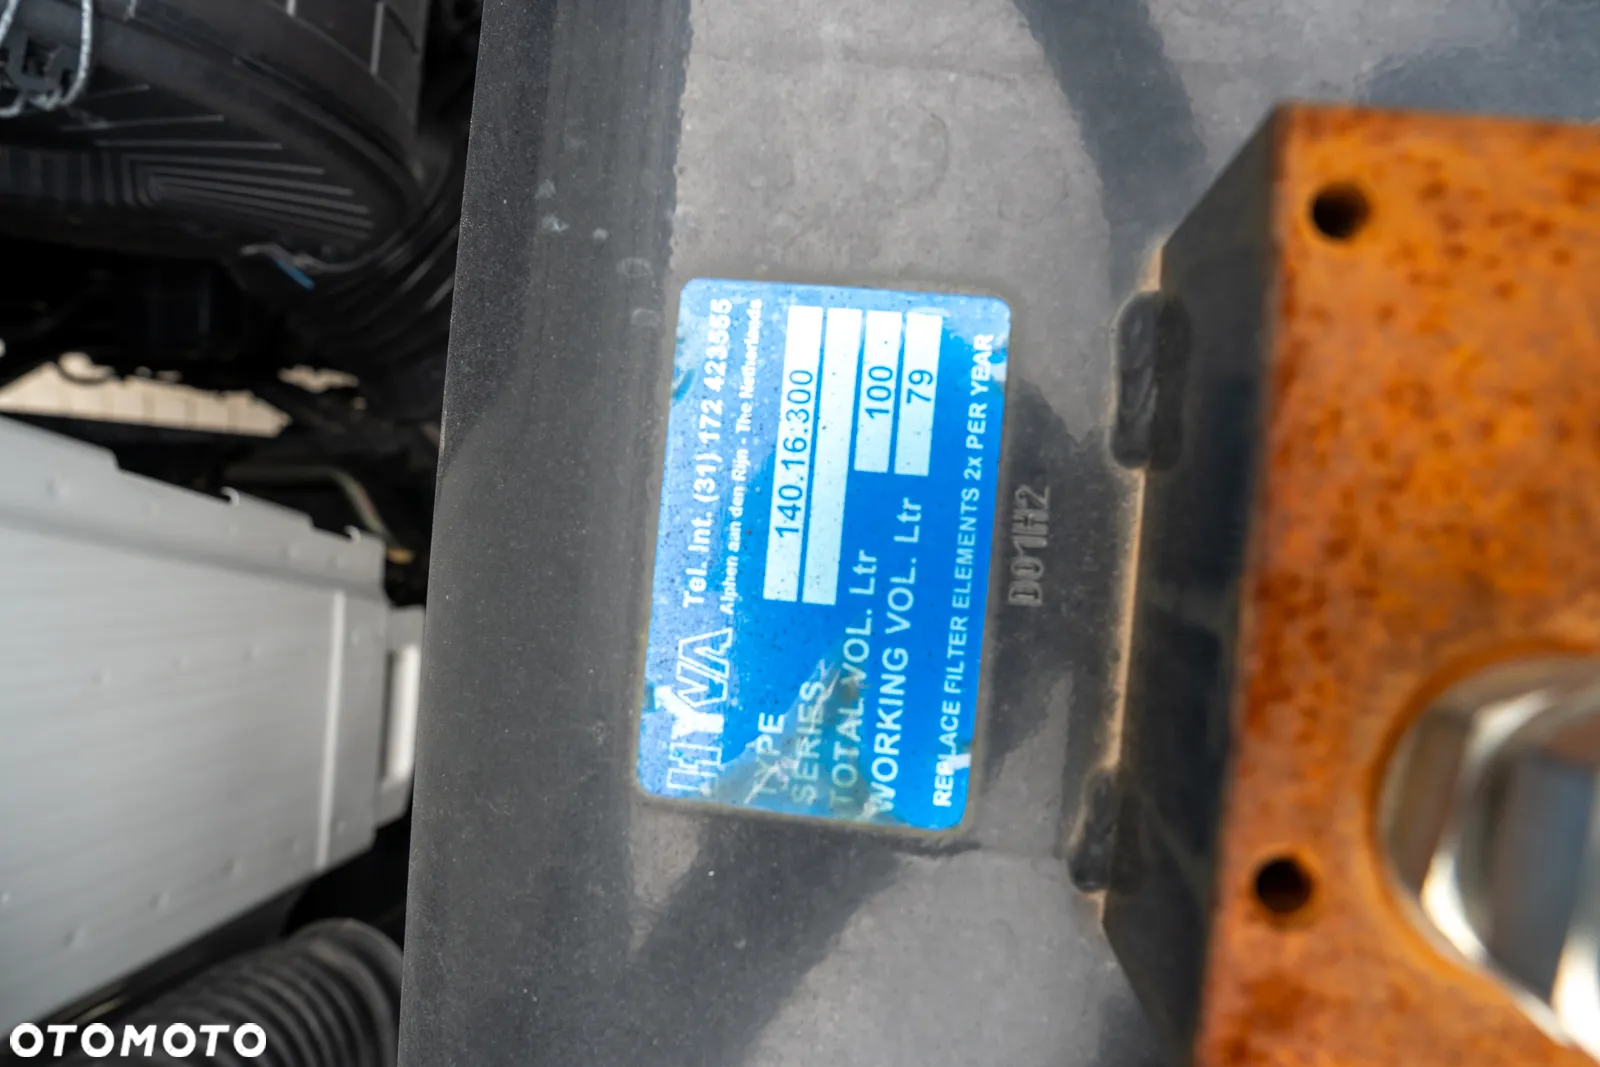 HYVA Tel. Int. (31) 172 423555
Alphen aan den Rijn - The Netherlands
TYPE 140.16.300
SERIES
TOTAL VOL. Ltr 100
WORKING VOL. Ltr 79
REPLACE FILTER ELEMENTS 2x PER YEAR
D01H2
OTOMOTO